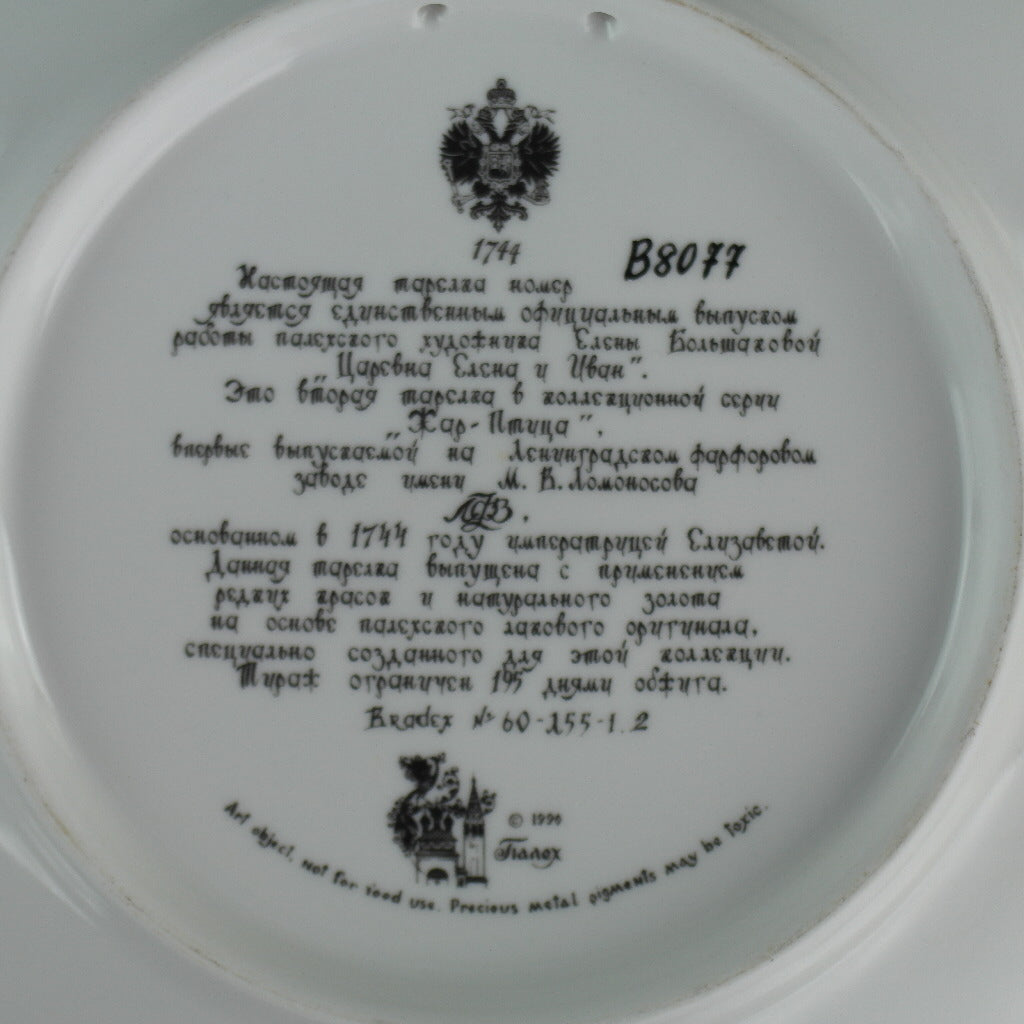 1744
B8077
Настоящая тарелка номер
является единственным официальным выпуском
работы палехского художника Елены Большаковой
"Царевна Елена и Иван".
Это вторая тарелка в коллекционной серии
"Жар-Птица",
впервые выпускаемой на Ленинградском фарфоровом
заводе имени М. В. Ломоносова
ЛФЗ,
основанном в 1744 году императрицей Елизаветой.
Данная тарелка выпущена с применением
редких красок и натурального золота
на основе палехского лакового оригинала,
специально созданного для этой коллекции.
Тираж ограничен 195 днями обжига.
Bradex № 60-155-1.2
© 1990
Палех
Art object, not for food use. Precious metal pigments may be toxic.